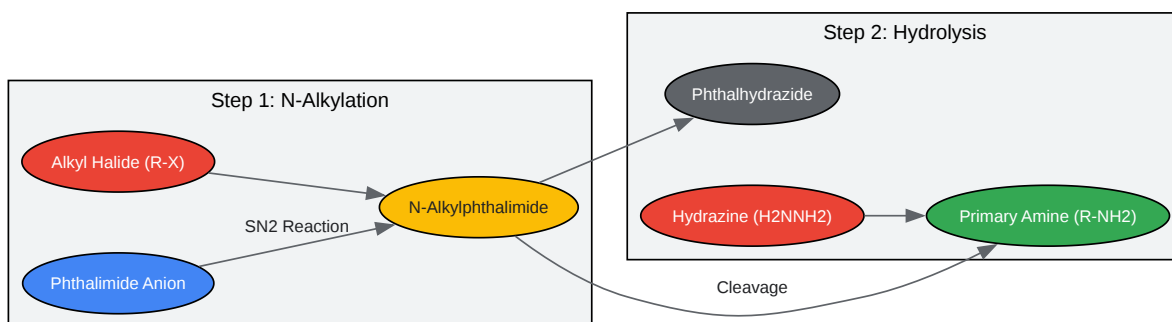 Step 1: N-Alkylation
Alkyl Halide (R-X)
SN2 Reaction
Phthalimide Anion
N-Alkylphthalimide
Step 2: Hydrolysis
Phthalhydrazide
Hydrazine (H2NNH2)
Primary Amine (R-NH2)
Cleavage